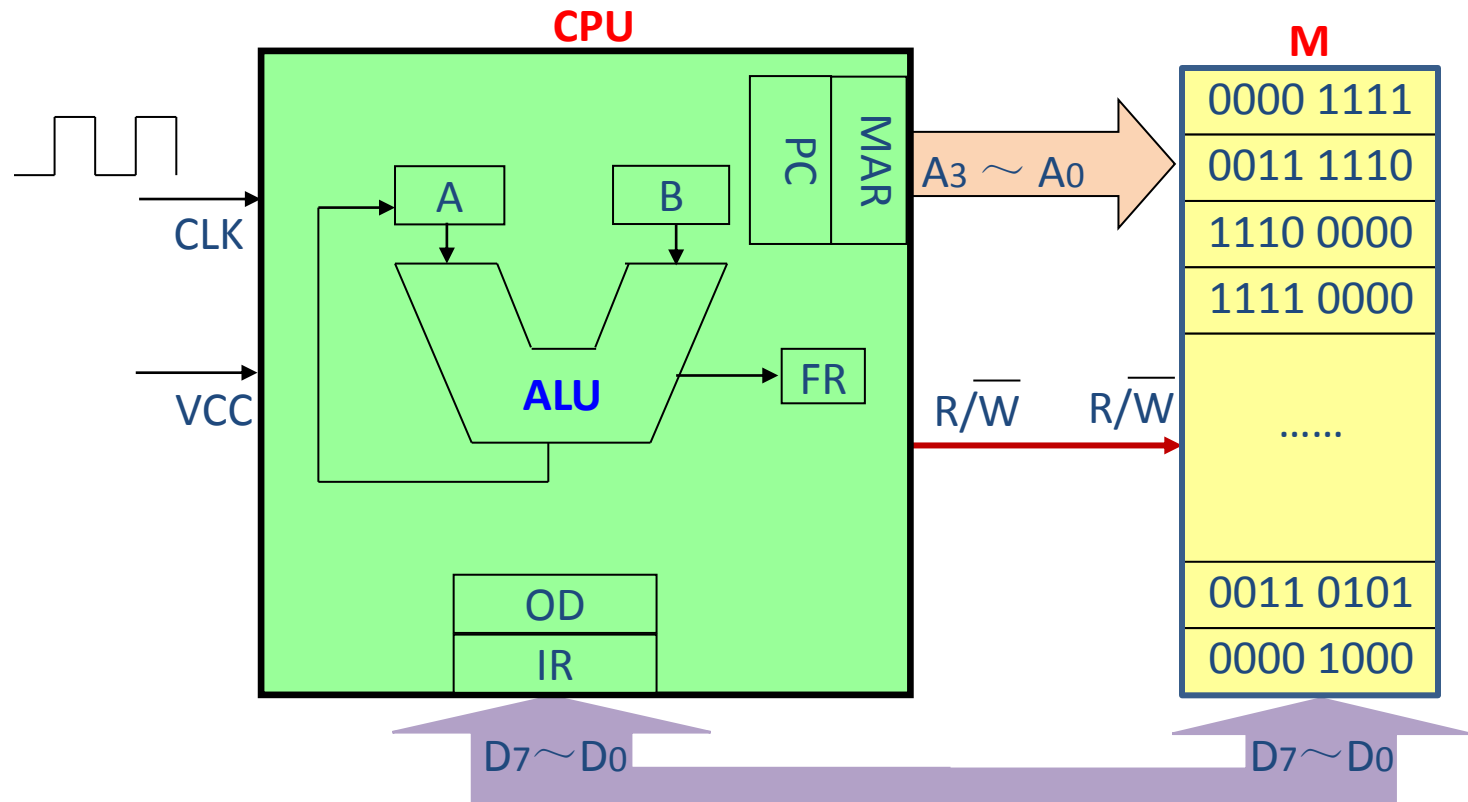 CPU
M
PC
MAR
A3 ～ A0
0000 1111
0011 1110
1110 0000
1111 0000
A
B
CLK
VCC
ALU
FR
R/W̅
R/W̅
......
OD
IR
0011 0101
0000 1000
D7～D0
D7～D0